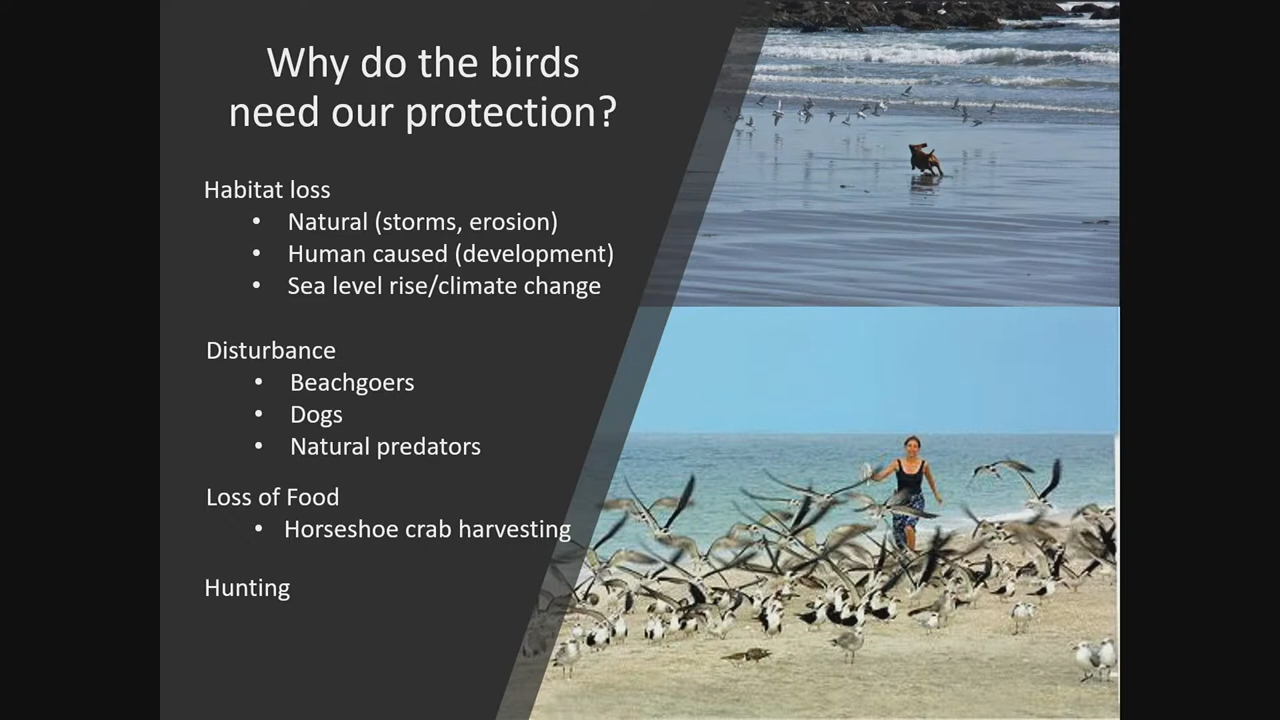 Why do the birds
need our protection?
Habitat loss
• Natural (storms, erosion)
• Human caused (development)
• Sea level rise/climate change
Disturbance
• Beachgoers
• Dogs
• Natural predators
Loss of Food
• Horseshoe crab harvesting
Hunting